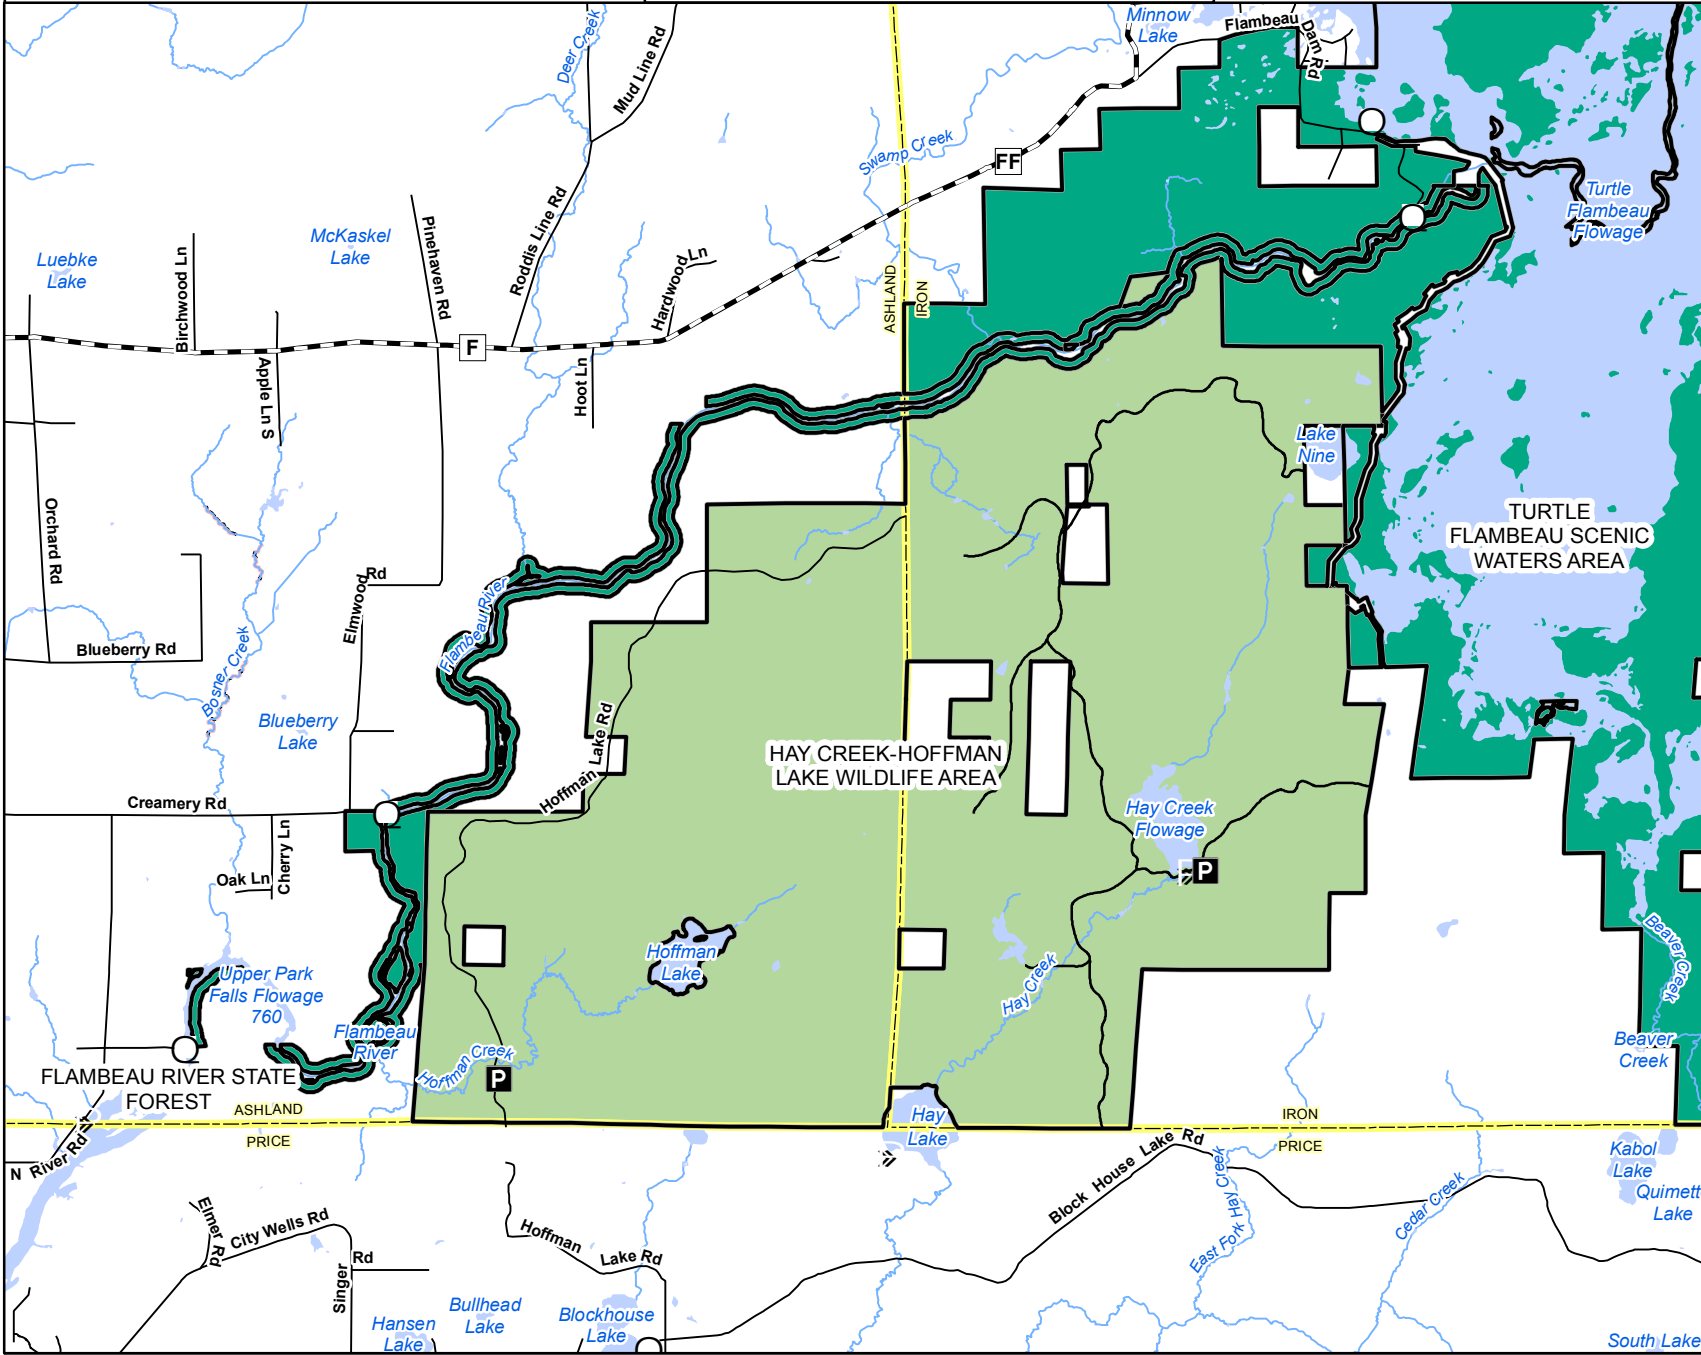 Minnow
Lake
Flambeau
Dam Rd
Deer Creek
Mud Line Rd
Swamp Creek
FF
Turtle
Flambeau
Flowage
McKaskel
Lake
Luebke
Lake
Birchwood Ln
Pinehaven Rd
Roddis Line Rd
Hardwood Ln
ASHLAND
IRON
F
Apple Ln S
Hoot Ln
Lake
Nine
Orchard Rd
TURTLE
FLAMBEAU SCENIC
WATERS AREA
Elmwood Rd
Flambeau River
Blueberry Rd
Bosner Creek
Blueberry
Lake
Hoffman Lake Rd
HAY CREEK-HOFFMAN
LAKE WILDLIFE AREA
Creamery Rd
Hay Creek
Flowage
Cherry Ln
Oak Ln
P
Hoffman
Lake
Hay Creek
Beaver Creek
Upper Park
Falls Flowage
760
Flambeau
River
Hoffman Creek
P
Beaver
Creek
FLAMBEAU RIVER STATE
FOREST
ASHLAND
PRICE
IRON
PRICE
Hay
Lake
N River Rd
Block House Lake Rd
Kabol
Lake
Quimett
Lake
Elmer Rd
City Wells Rd
Singer Rd
Hoffman Lake Rd
East Fork Hay Creek
Cedar Creek
Bullhead
Lake
Hansen
Lake
Blockhouse
Lake
South Lake